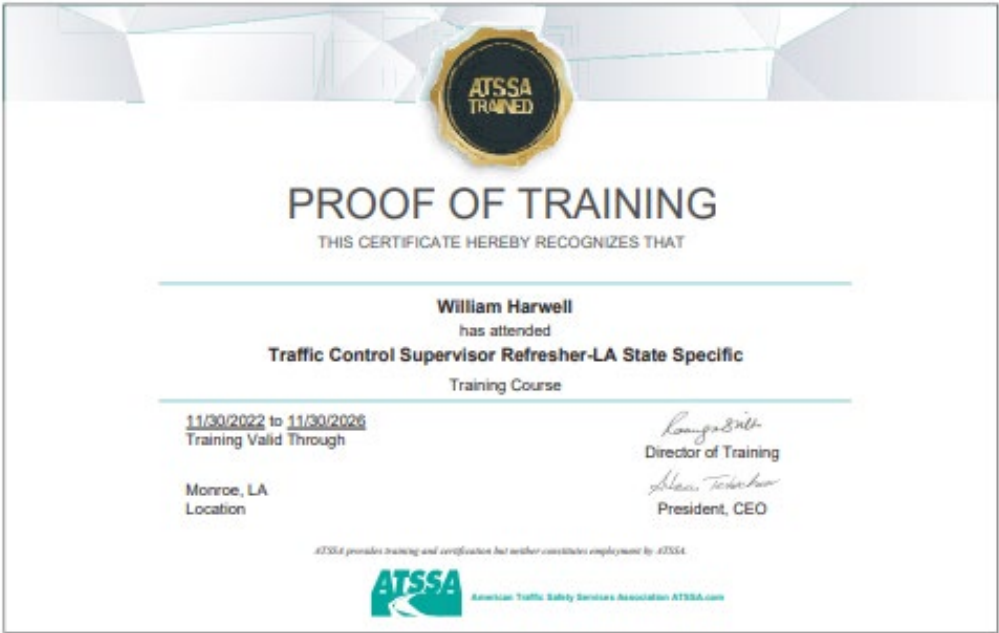 ATSSA
TRAINED
PROOF OF TRAINING
THIS CERTIFICATE HEREBY RECOGNIZES THAT
William Harwell
has attended
Traffic Control Supervisor Refresher-LA State Specific
Training Course
11/30/2022 to 11/30/2026
Training Valid Through
Director of Training
Monroe, LA
Location
President, CEO
ATSSA provides training and certification but neither constitutes employment by ATSSA.
ATSSA
American Traffic Safety Services Association ATSSA.com